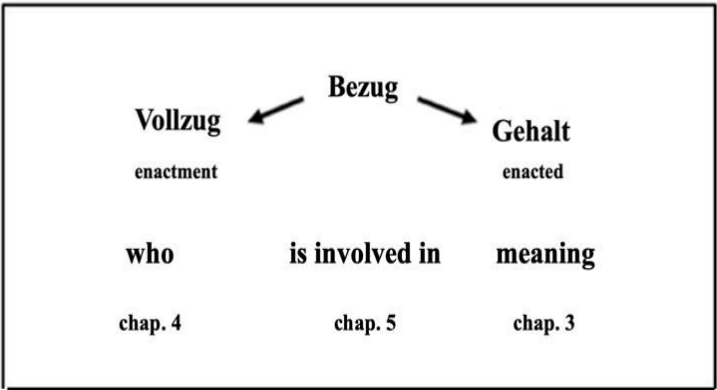 Bezug
Vollzug
Gehalt
enactment enacted
who is involved in meaning
chap. 4 chap. 5 chap. 3